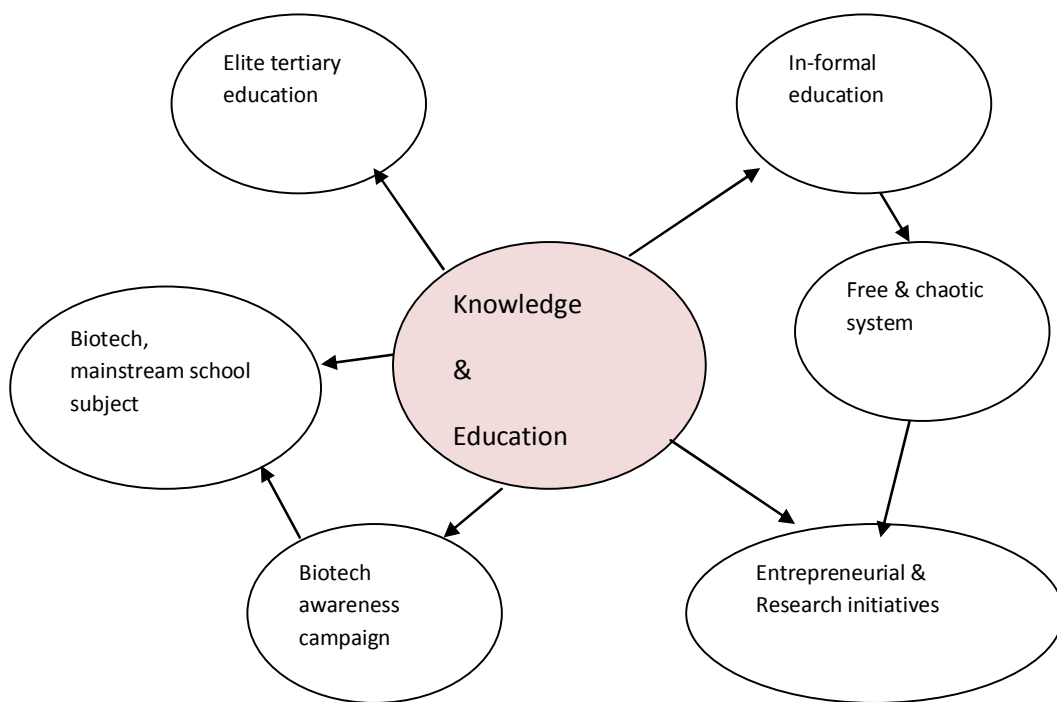 Elite tertiary
education
In-formal
education
Knowledge
&
Education
Free & chaotic
system
Biotech,
mainstream school
subject
Biotech
awareness
campaign
Entrepreneurial &
Research initiatives